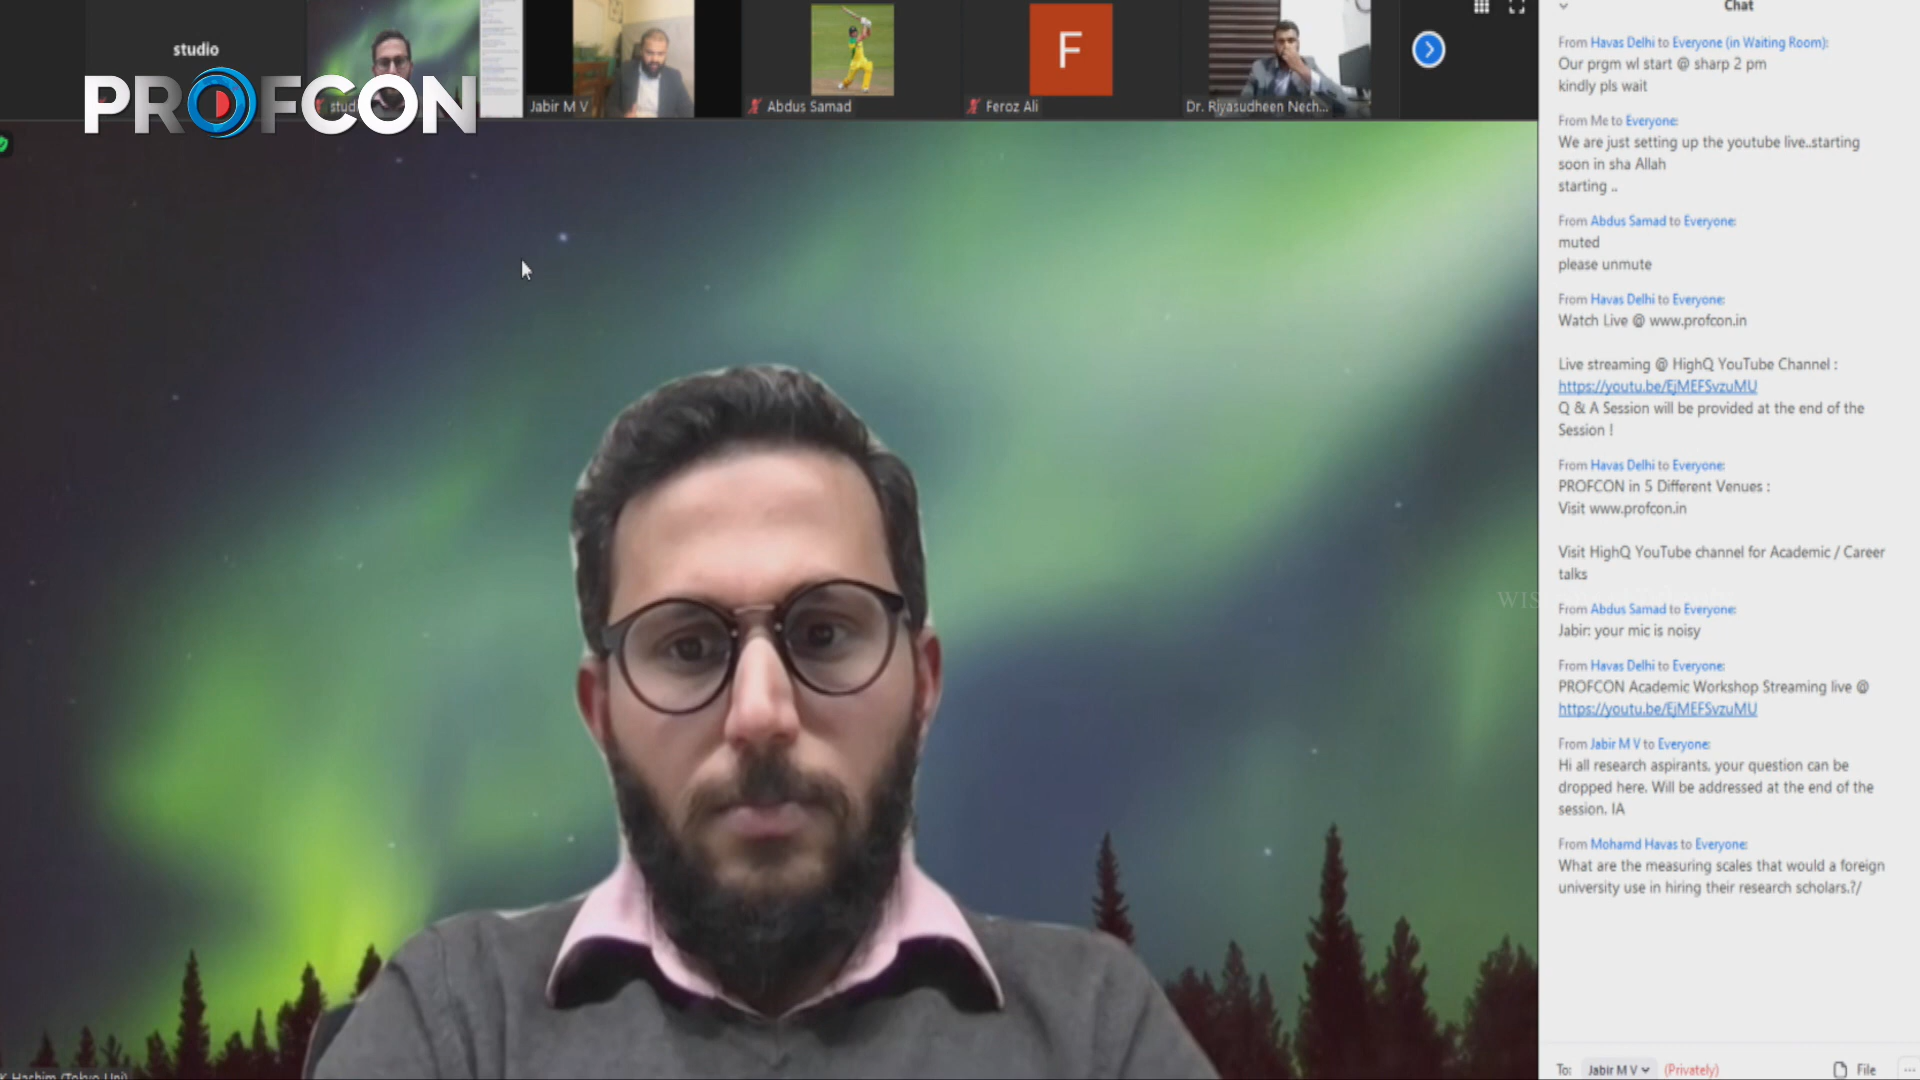 studio
PROFCON
Jabir M V
Abdus Samad
Feroz Ali
Dr. Riyasudheen Nech...
F
Chat
From Havas Delhi to Everyone (in Waiting Room):
Our prgm wl start @ sharp 2 pm
kindly pls wait
From Me to Everyone:
We are just setting up the youtube live..starting
soon in sha Allah
starting ..
From Abdus Samad to Everyone:
muted
please unmute
From Havas Delhi to Everyone:
Watch Live @ www.profcon.in
Live streaming @ HighQ YouTube Channel :
https://youtu.be/EjMEFSvzuMU
Q & A Session will be provided at the end of the
Session !
From Havas Delhi to Everyone:
PROFCON in 5 Different Venues :
Visit www.profcon.in
Visit HighQ YouTube channel for Academic / Career
talks
From Abdus Samad to Everyone:
Jabir: your mic is noisy
From Havas Delhi to Everyone:
PROFCON Academic Workshop Streaming live @
https://youtu.be/EjMEFSvzuMU
From Jabir M V to Everyone:
Hi all research aspirants, your question can be
dropped here. Will be addressed at the end of the
session. IA
From Mohamd Havas to Everyone:
What are the measuring scales that would a foreign
university use in hiring their research scholars.?/
To: Jabir M V (Privately) File
K Hashim (Tokyo Uni)